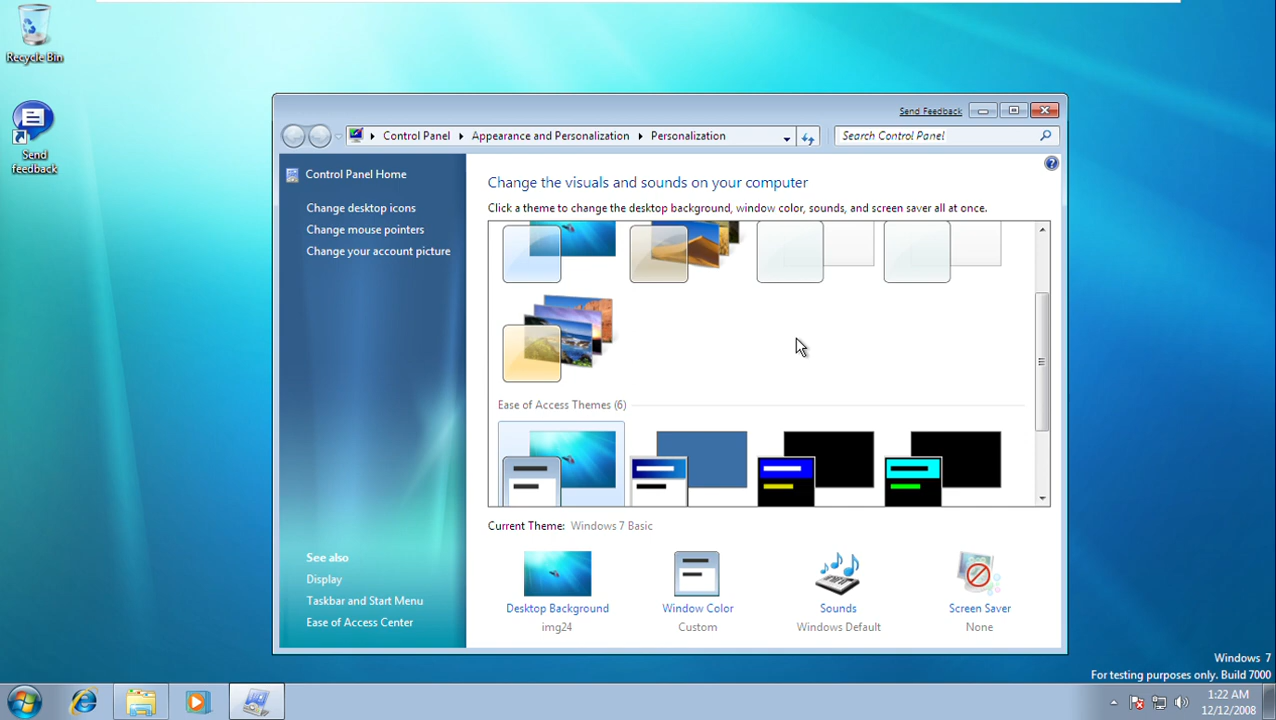 Recycle Bin
Send
feedback
Send Feedback
Control Panel
Appearance and Personalization
Personalization
Search Control Panel
Control Panel Home
Change desktop icons
Change mouse pointers
Change your account picture
Change the visuals and sounds on your computer
Click a theme to change the desktop background, window color, sounds, and screen saver all at once.
Ease of Access Themes (6)
Current Theme: Windows 7 Basic
Desktop Background
img24
Window Color
Custom
Sounds
Windows Default
Screen Saver
None
See also
Display
Taskbar and Start Menu
Ease of Access Center
Windows 7
For testing purposes only. Build 7000
1:22 AM
12/12/2008